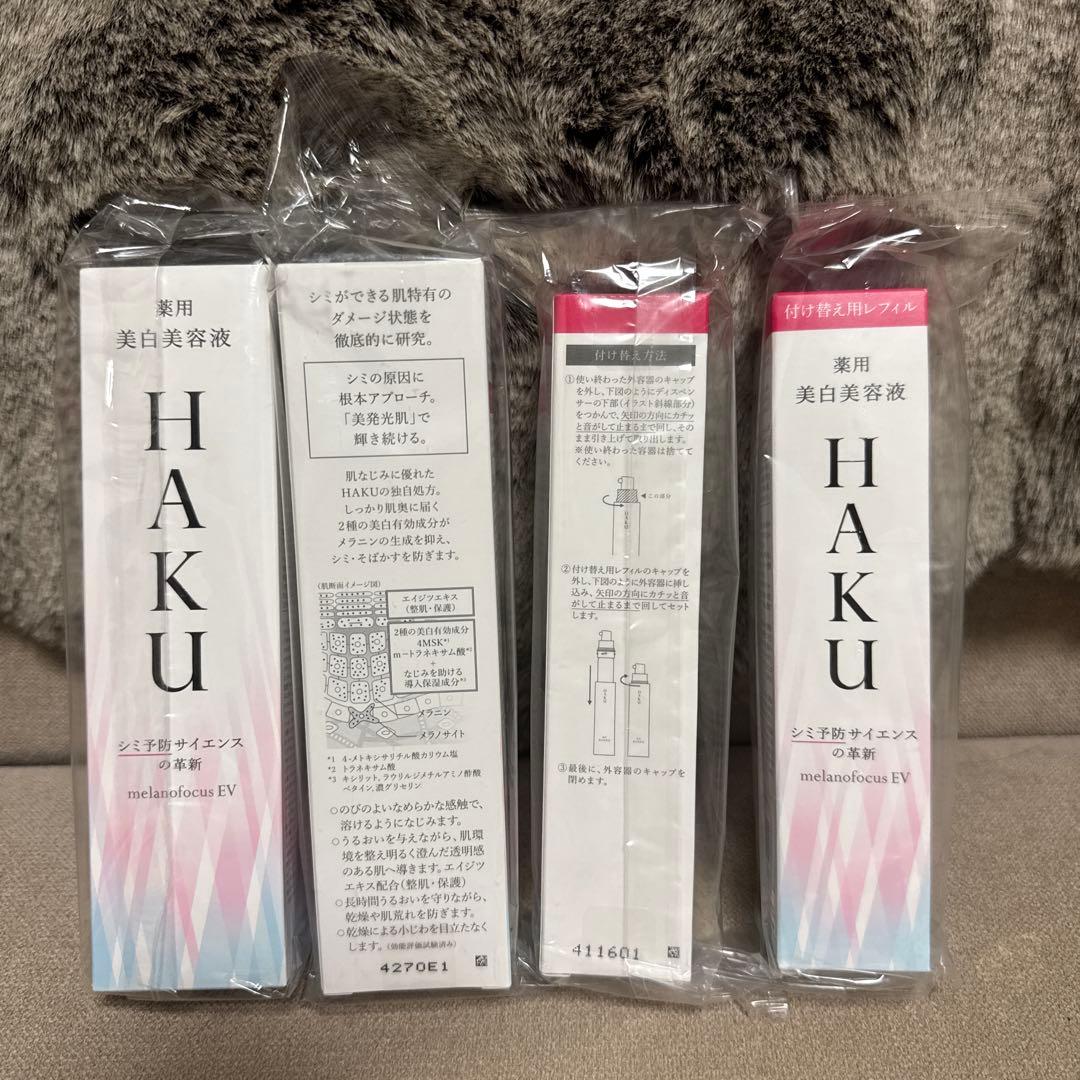 薬用
美白美容液
HAKU
シミ予防サイエンス
の革新
melanofocus EV
シミができる肌特有の
ダメージ状態を
徹底的に研究。
シミの原因に
根本アプローチ。
「美発光肌」で
輝き続ける。
肌なじみに優れた
HAKUの独自処方。
しっかり肌奥に届く
2種の美白有効成分が
メラニンの生成を抑え、
シミ・そばかすを防ぎます。
(肌断面イメージ図)
エイジツエキス
(整肌・保護)
2種の美白有効成分
4MSK*1
m-トラネキサム酸*2
+
なじみを助ける
導入保湿成分*3
メラニン
メラノサイト
*1 4-メトキシサリチル酸カリウム塩
*2 トラネキサム酸
*3 キシリット、ラウリルジメチルアミノ酢酸
ベタイン、濃グリセリン
○のびのよいなめらかな感触で、
溶けるようになじみます。
○うるおいを与えながら、肌環
境を整え明るく澄んだ透明感
のある肌へ導きます。エイジツ
エキス配合(整肌・保護)
○長時間うるおいを守りながら、
乾燥や肌荒れを防ぎます。
○乾燥による小じわを目立たなく
します。(効能評価試験済み)
4270E1
付け替え方法
①使い終わった外容器のキャップ
を外し、下図のようにディスペン
サーの下部(イラスト斜線部分)
をつかんで、矢印の方向にカチッ
と音がして止まるまで回し、その
まま引き上げて取り出します。
※使い終わった容器は捨てて
ください。
この部分
HAKU
②付け替え用レフィルのキャップを
外し、下図のように外容器に挿し
込み、矢印の方向にカチッと音
がして止まるまで回してセット
します。
HAKU
HAKU
③最後に、外容器のキャップを
閉めます。
411601
付け替え用レフィル
薬用
美白美容液
HAKU
シミ予防サイエンス
の革新
melanofocus EV